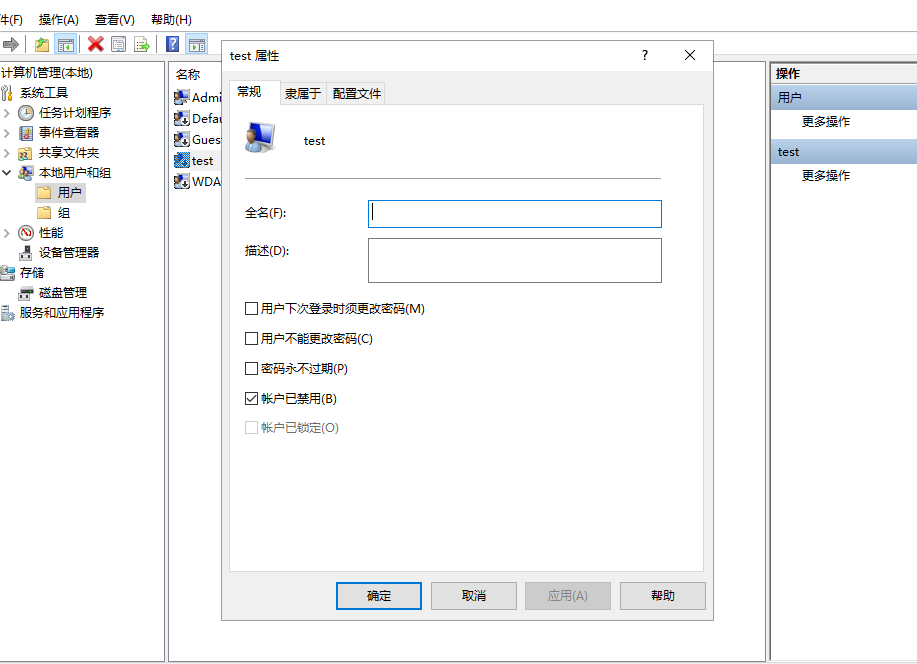 件(F) 操作(A) 查看(V) 帮助(H)
计算机管理(本地)
系统工具
任务计划程序
事件查看器
共享文件夹
本地用户和组
用户
组
性能
设备管理器
存储
磁盘管理
服务和应用程序
名称
Admi
Defau
Gues
test
WDA
test 属性
常规 隶属于 配置文件
test
全名(F):
描述(D):
用户下次登录时须更改密码(M)
用户不能更改密码(C)
密码永不过期(P)
帐户已禁用(B)
帐户已锁定(O)
确定 取消 应用(A) 帮助
操作
用户
更多操作
test
更多操作